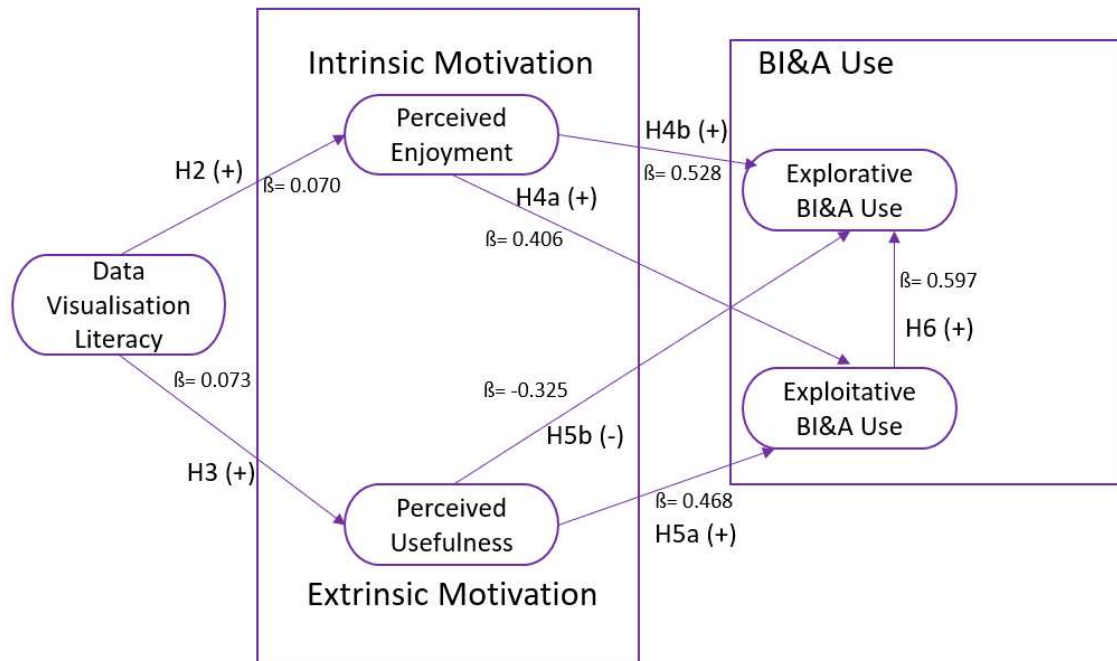 Intrinsic Motivation
BI&A Use
Perceived
Enjoyment
H4b (+)
ß= 0.528
H2 (+)
ß= 0.070
H4a (+)
ß= 0.406
Explorative
BI&A Use
Data
Visualisation
Literacy
ß= 0.597
H6 (+)
ß= 0.073
ß= -0.325
Exploitative
BI&A Use
H5b (-)
H3 (+)
Perceived
Usefulness
ß= 0.468
H5a (+)
Extrinsic Motivation